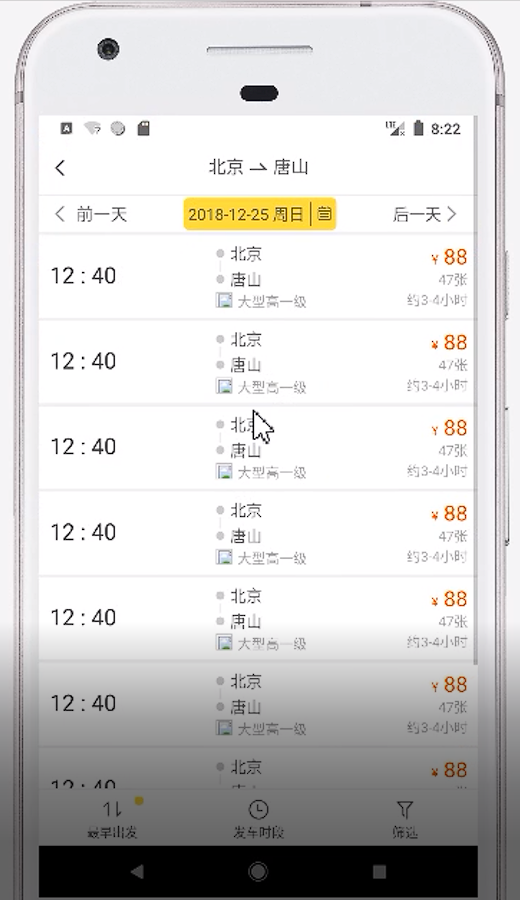 A
LTE 8:22
北京 唐山
前一天 2018-12-25 周日 后一天
12:40 北京 ¥88
唐山 47张
大型高一级 约3-4小时
12:40 北京 ¥88
唐山 47张
大型高一级 约3-4小时
12:40 北京 ¥88
唐山 47张
大型高一级 约3-4小时
12:40 北京 ¥88
唐山 47张
大型高一级 约3-4小时
12:40 北京 ¥88
唐山 47张
大型高一级 约3-4小时
12:40 北京 ¥88
唐山 47张
大型高一级 约3-4小时
12:40 北京 ¥88
最早出发 发车时段 筛选